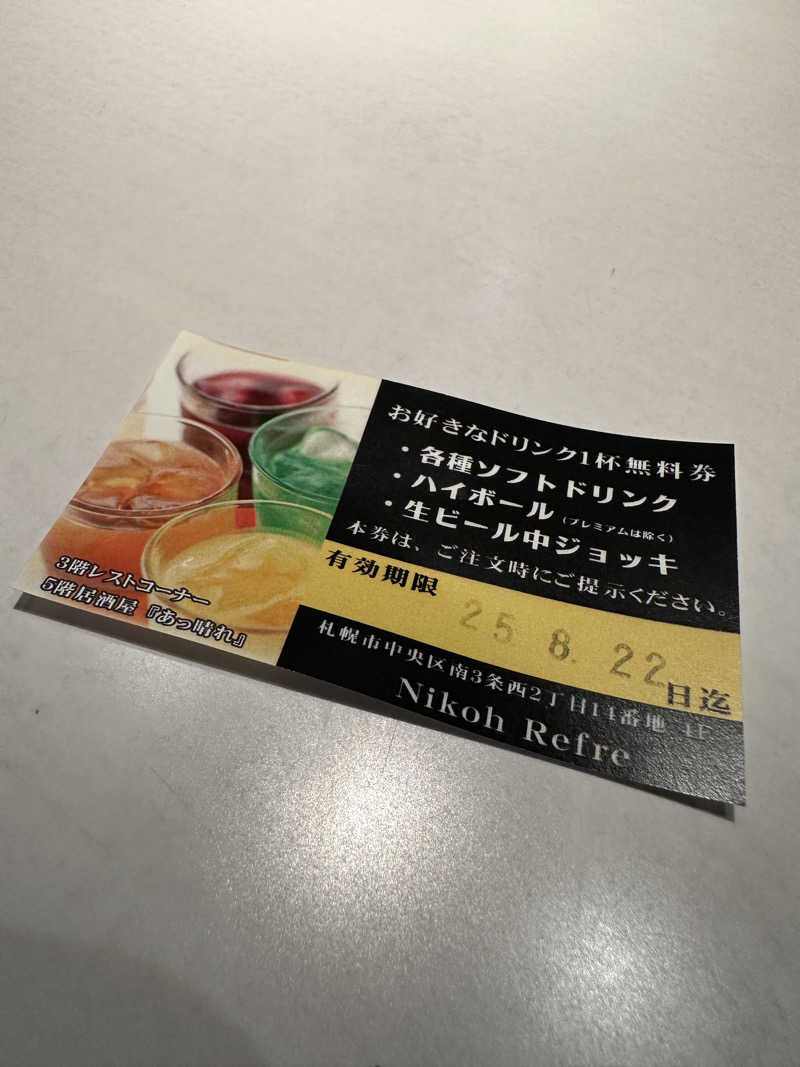 お好きなドリンク1杯無料券
・各種ソフトドリンク
・ハイボール(プレミアムは除く)
・生ビール中ジョッキ
本券は、ご注文時にご提示ください。
有効期限 25 8. 22日迄
札幌市中央区南3条西2丁目14番地 4F
Nikoh Refre
3階レストコーナー
5階居酒屋『あっ晴れ』